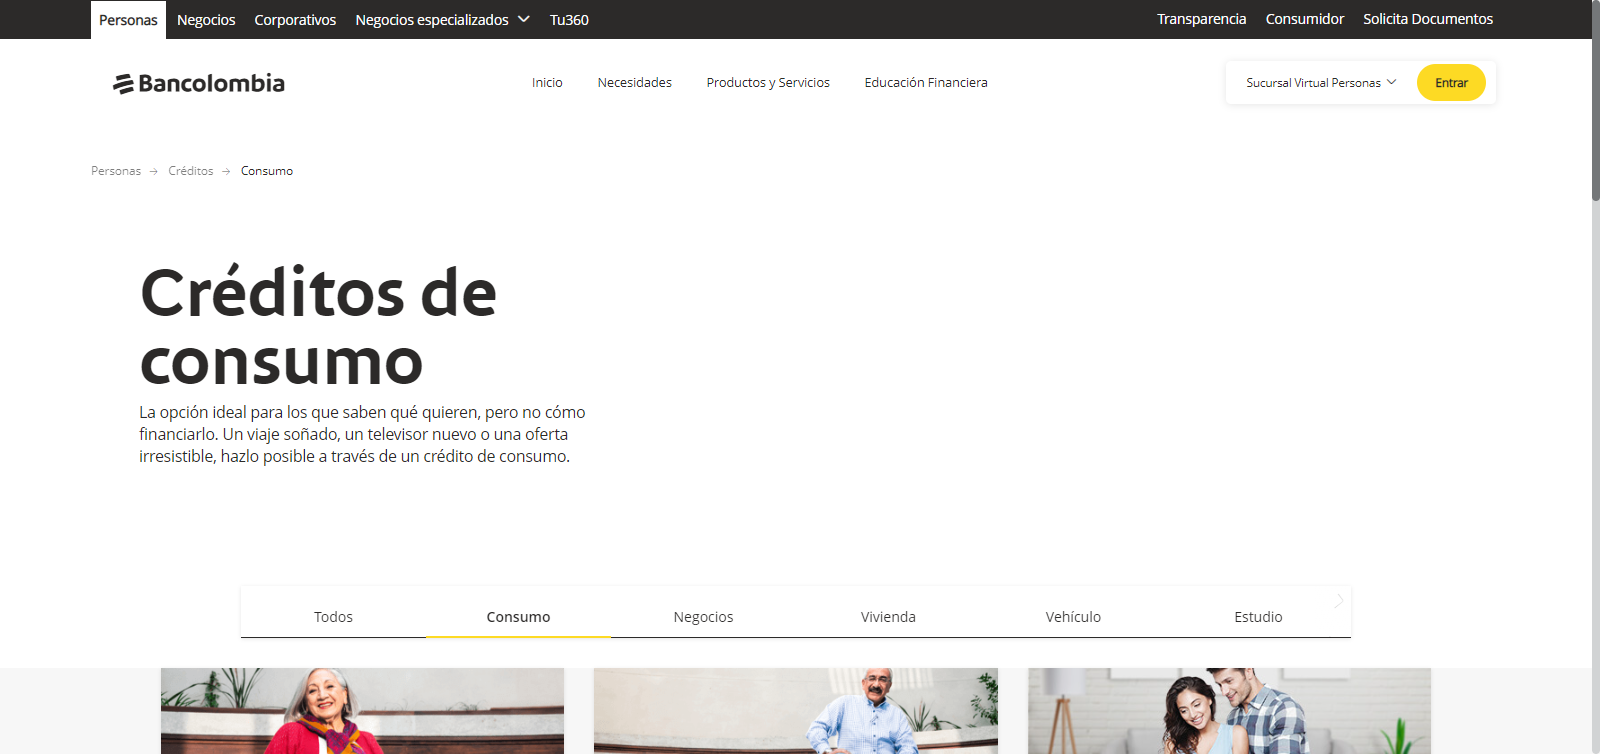 Personas Negocios Corporativos Negocios especializados Tu360 Transparencia Consumidor Solicita Documentos
Bancolombia Inicio Necesidades Productos y Servicios Educación Financiera Sucursal Virtual Personas Entrar
Personas → Créditos → Consumo
Créditos de
consumo
La opción ideal para los que saben qué quieren, pero no cómo
financiarlo. Un viaje soñado, un televisor nuevo o una oferta
irresistible, hazlo posible a través de un crédito de consumo.
Todos Consumo Negocios Vivienda Vehículo Estudio